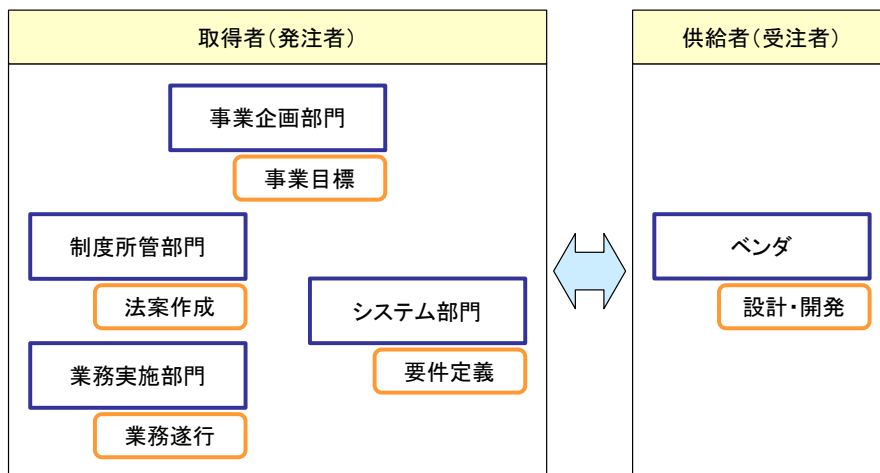 取得者(発注者)
供給者(受注者)
事業企画部門
事業目標
制度所管部門
法案作成
システム部門
要件定義
業務実施部門
業務遂行
ベンダ
設計・開発